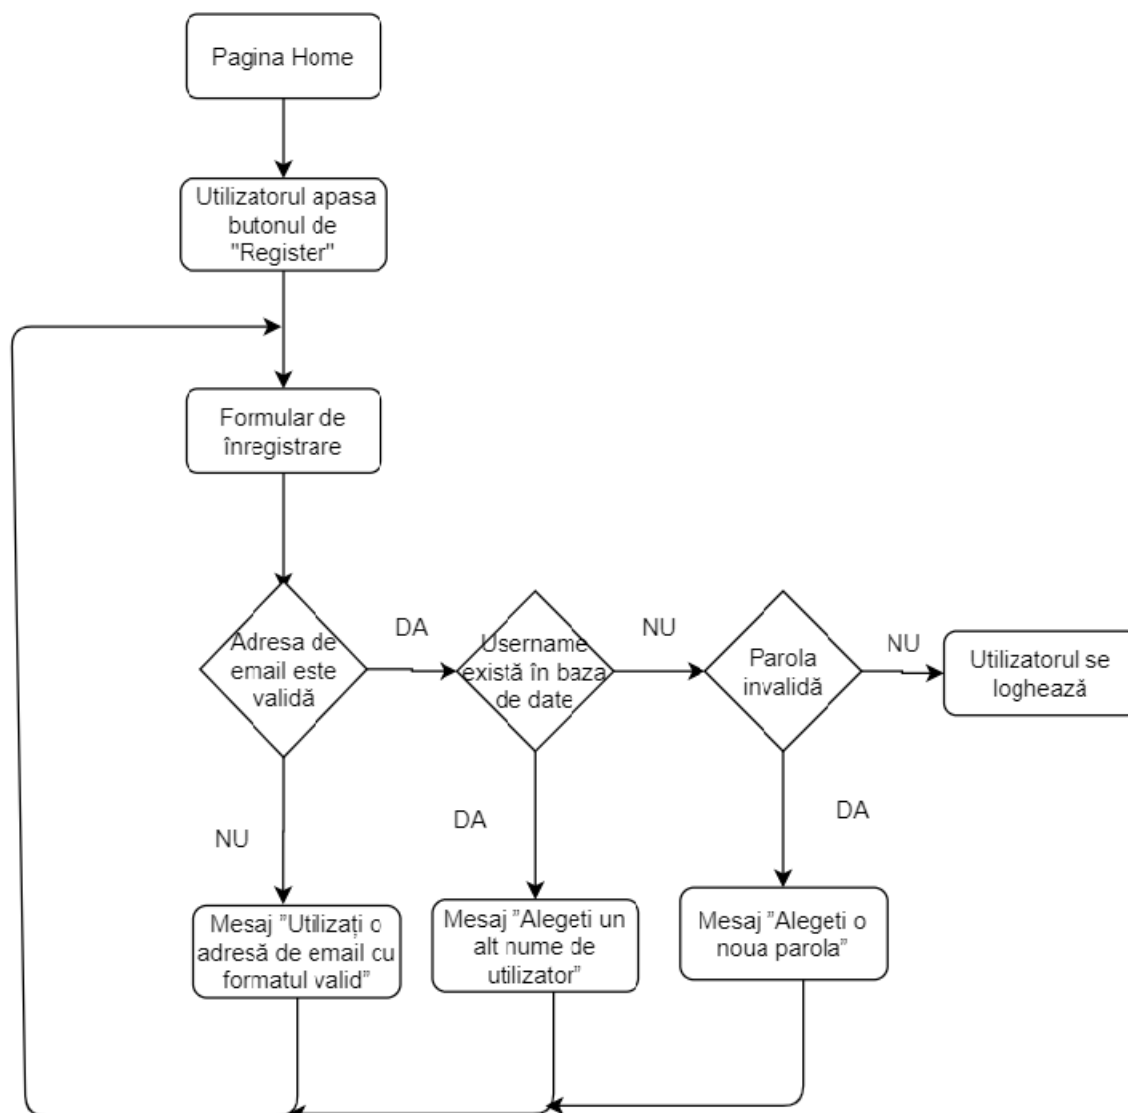 Pagina Home
Utilizatorul apasa
butonul de
"Register"
Formular de
înregistrare
Adresa de
email este
validă
DA
Username
există în baza
de date
NU
Parola
invalidă
NU
Utilizatorul se
loghează
NU
DA
DA
Mesaj ”Utilizați o
adresă de email cu
formatul valid”
Mesaj ”Alegeti un
alt nume de
utilizator”
Mesaj ”Alegeti o
noua parola”